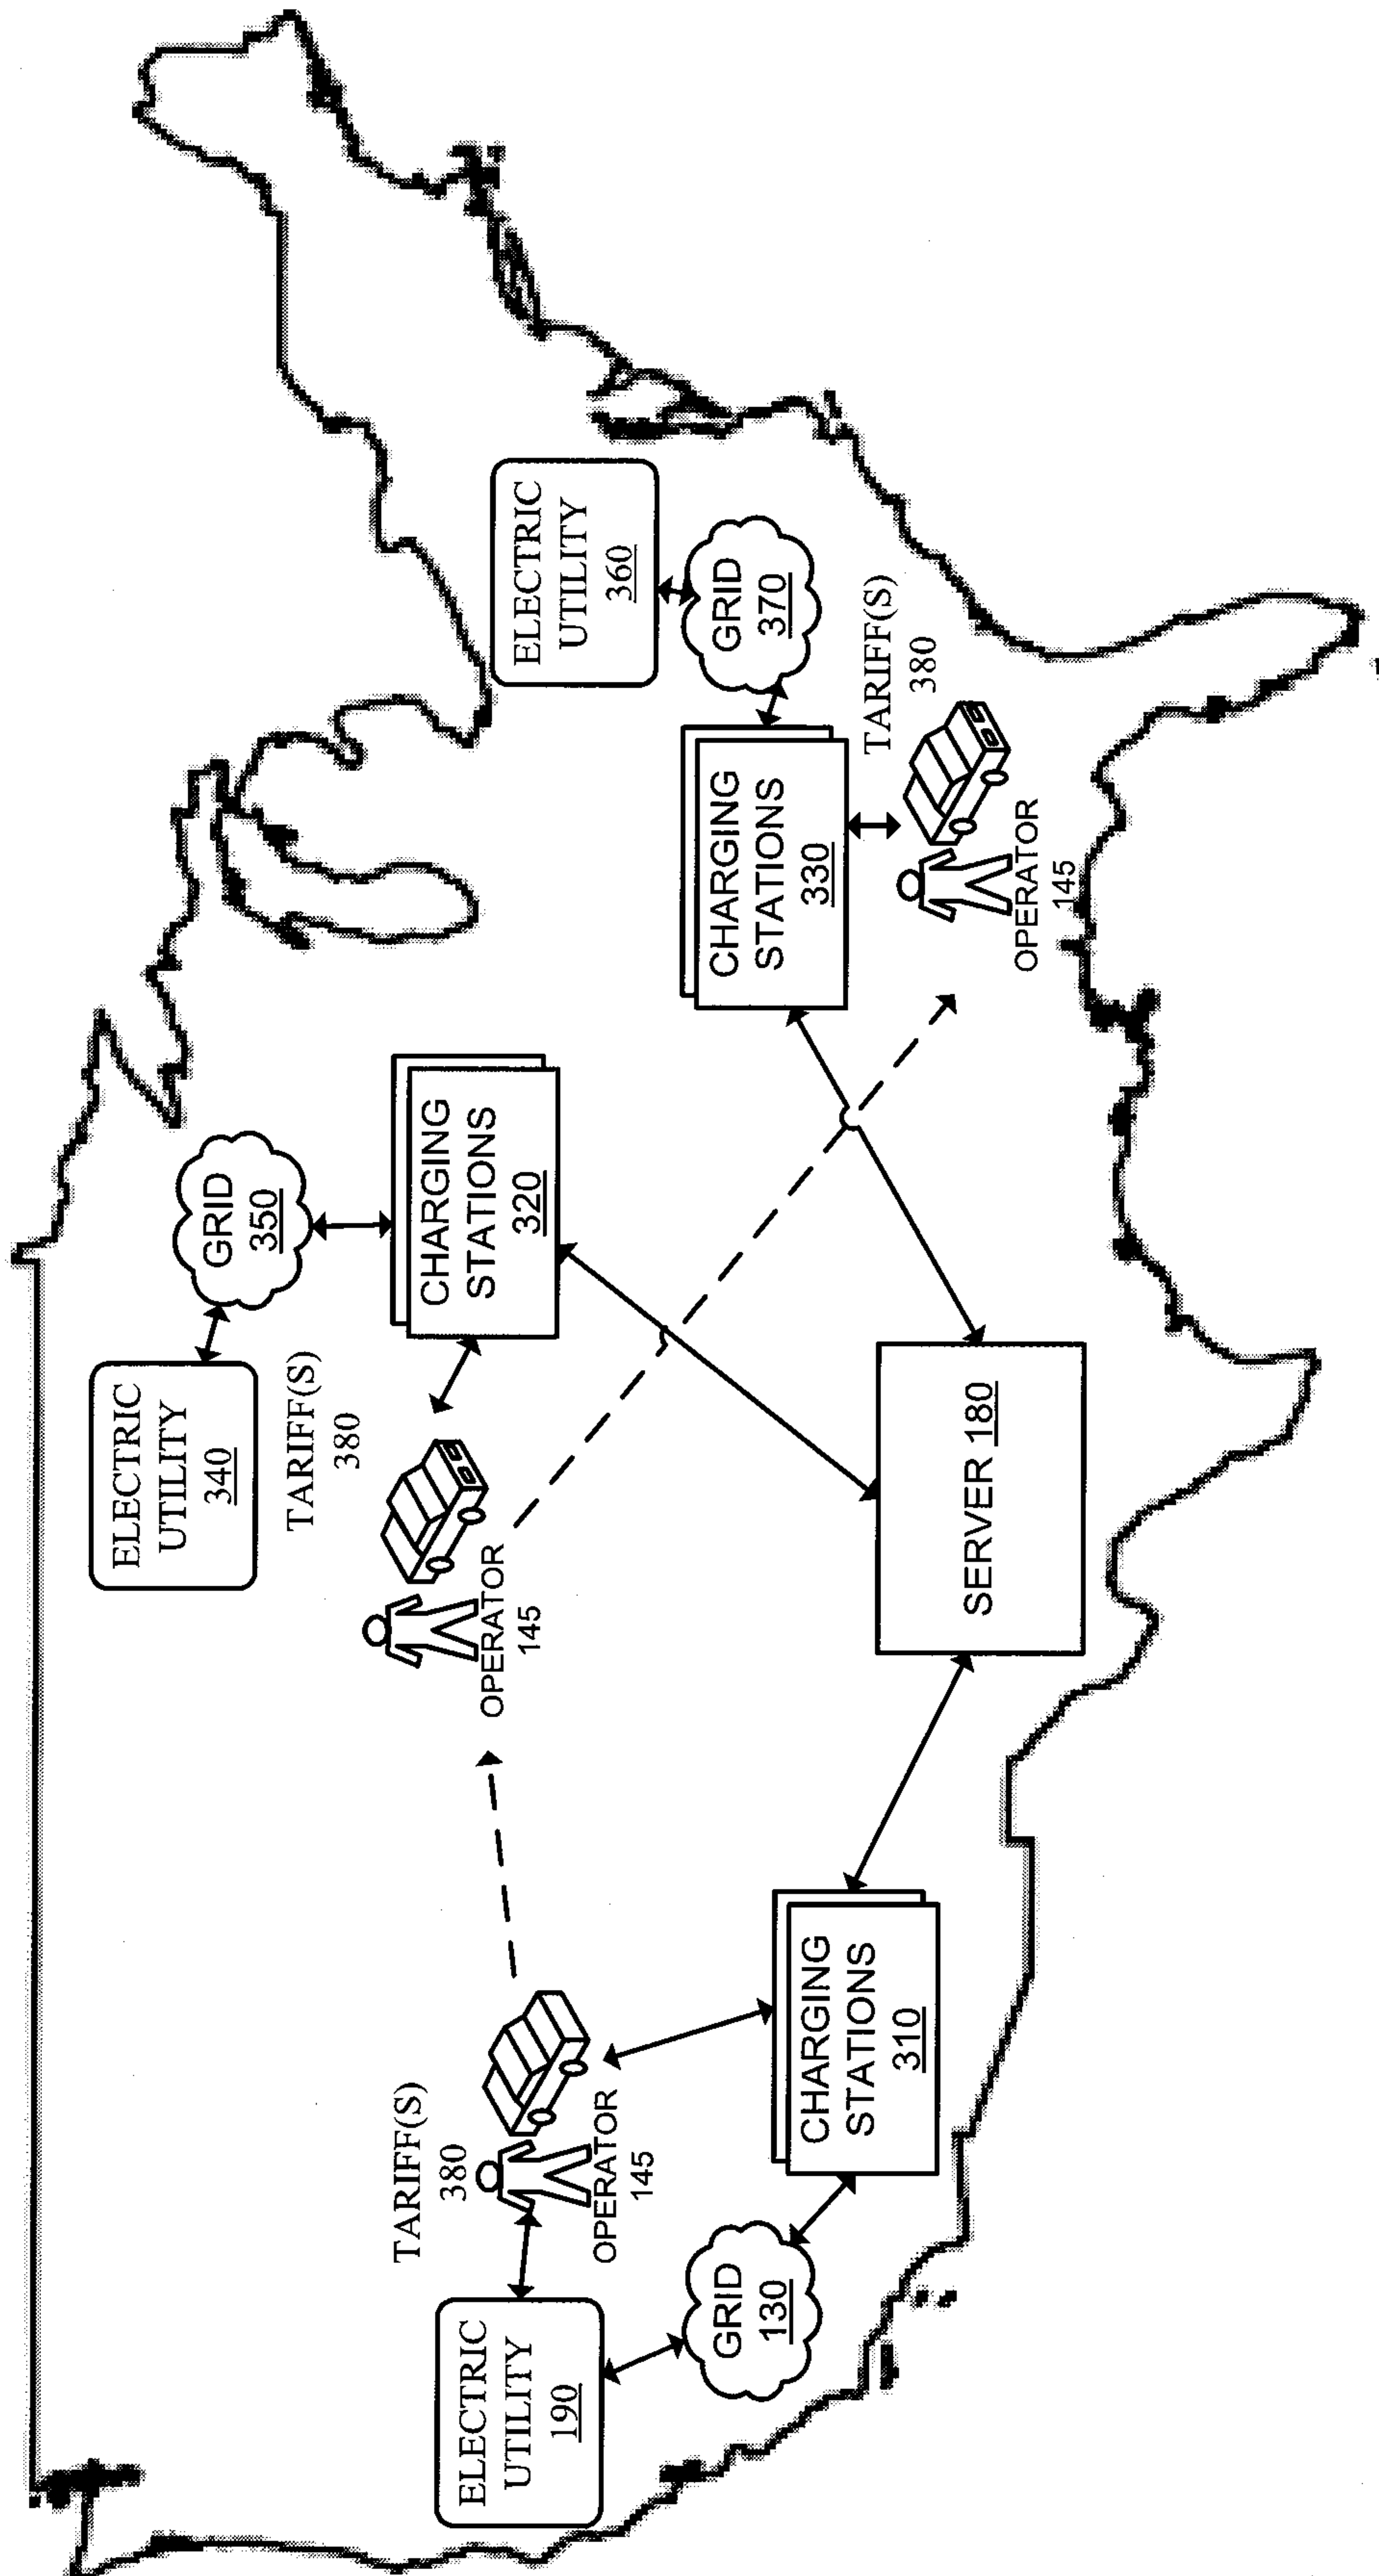 ELECTRIC
UTILITY
340
GRID
350
TARIFF(S)
380
CHARGING
STATIONS
320
OPERATOR
145
TARIFF(S)
380
ELECTRIC
UTILITY
190
OPERATOR
145
GRID
130
CHARGING
STATIONS
310
SERVER 180
ELECTRIC
UTILITY
360
GRID
370
CHARGING
STATIONS
330
TARIFF(S)
380
OPERATOR
145